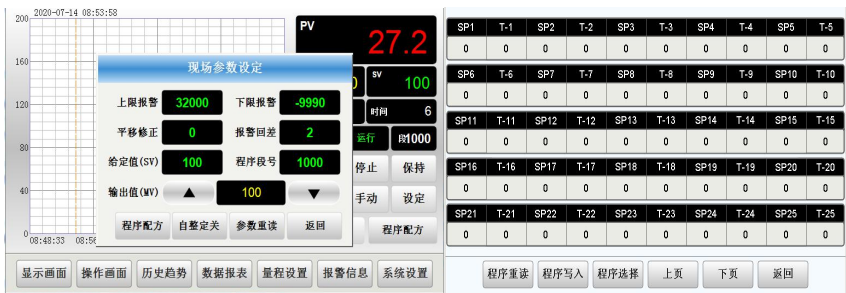 2020-07-14 08:53:58
200
160
120
80
40
0
08:48:33 08:56
PV
27.2
0
SV
100
时间
6
运行
段1000
停止 保持
手动 设定
程序配方
现场参数设定
上限报警 32000 下限报警 -9990
平移修正 0 报警回差 2
给定值(SV) 100 程序段号 1000
输出值(MV) ▲ 100 ▼
程序配方 自整定关 参数重读 返回
显示画面 操作画面 历史趋势 数据报表 量程设置 报警信息 系统设置
SP1 T-1 SP2 T-2 SP3 T-3 SP4 T-4 SP5 T-5
0 0 0 0 0 0 0 0 0 0
SP6 T-6 SP7 T-7 SP8 T-8 SP9 T-9 SP10 T-10
0 0 0 0 0 0 0 0 0 0
SP11 T-11 SP12 T-12 SP13 T-13 SP14 T-14 SP15 T-15
0 0 0 0 0 0 0 0 0 0
SP16 T-16 SP17 T-17 SP18 T-18 SP19 T-19 SP20 T-20
0 0 0 0 0 0 0 0 0 0
SP21 T-21 SP22 T-22 SP23 T-23 SP24 T-24 SP25 T-25
0 0 0 0 0 0 0 0 0 0
程序重读 程序写入 程序选择 上页 下页 返回